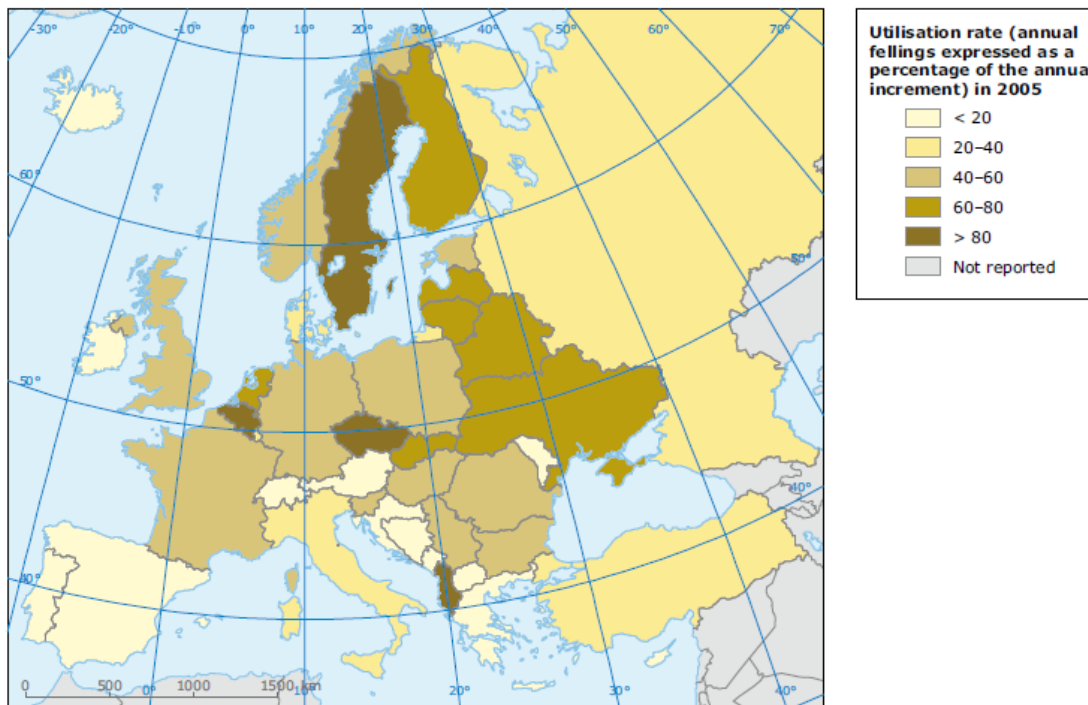 -30° -20° -10° 0° 10° 20° 30° 40° 50° 60° 70°
60°
50°
40°
50°
40°
0 500 1000 1500 km
0° 10° 20° 30° 40°
Utilisation rate (annual
fellings expressed as a
percentage of the annua
increment) in 2005
< 20
20–40
40–60
60–80
> 80
Not reported